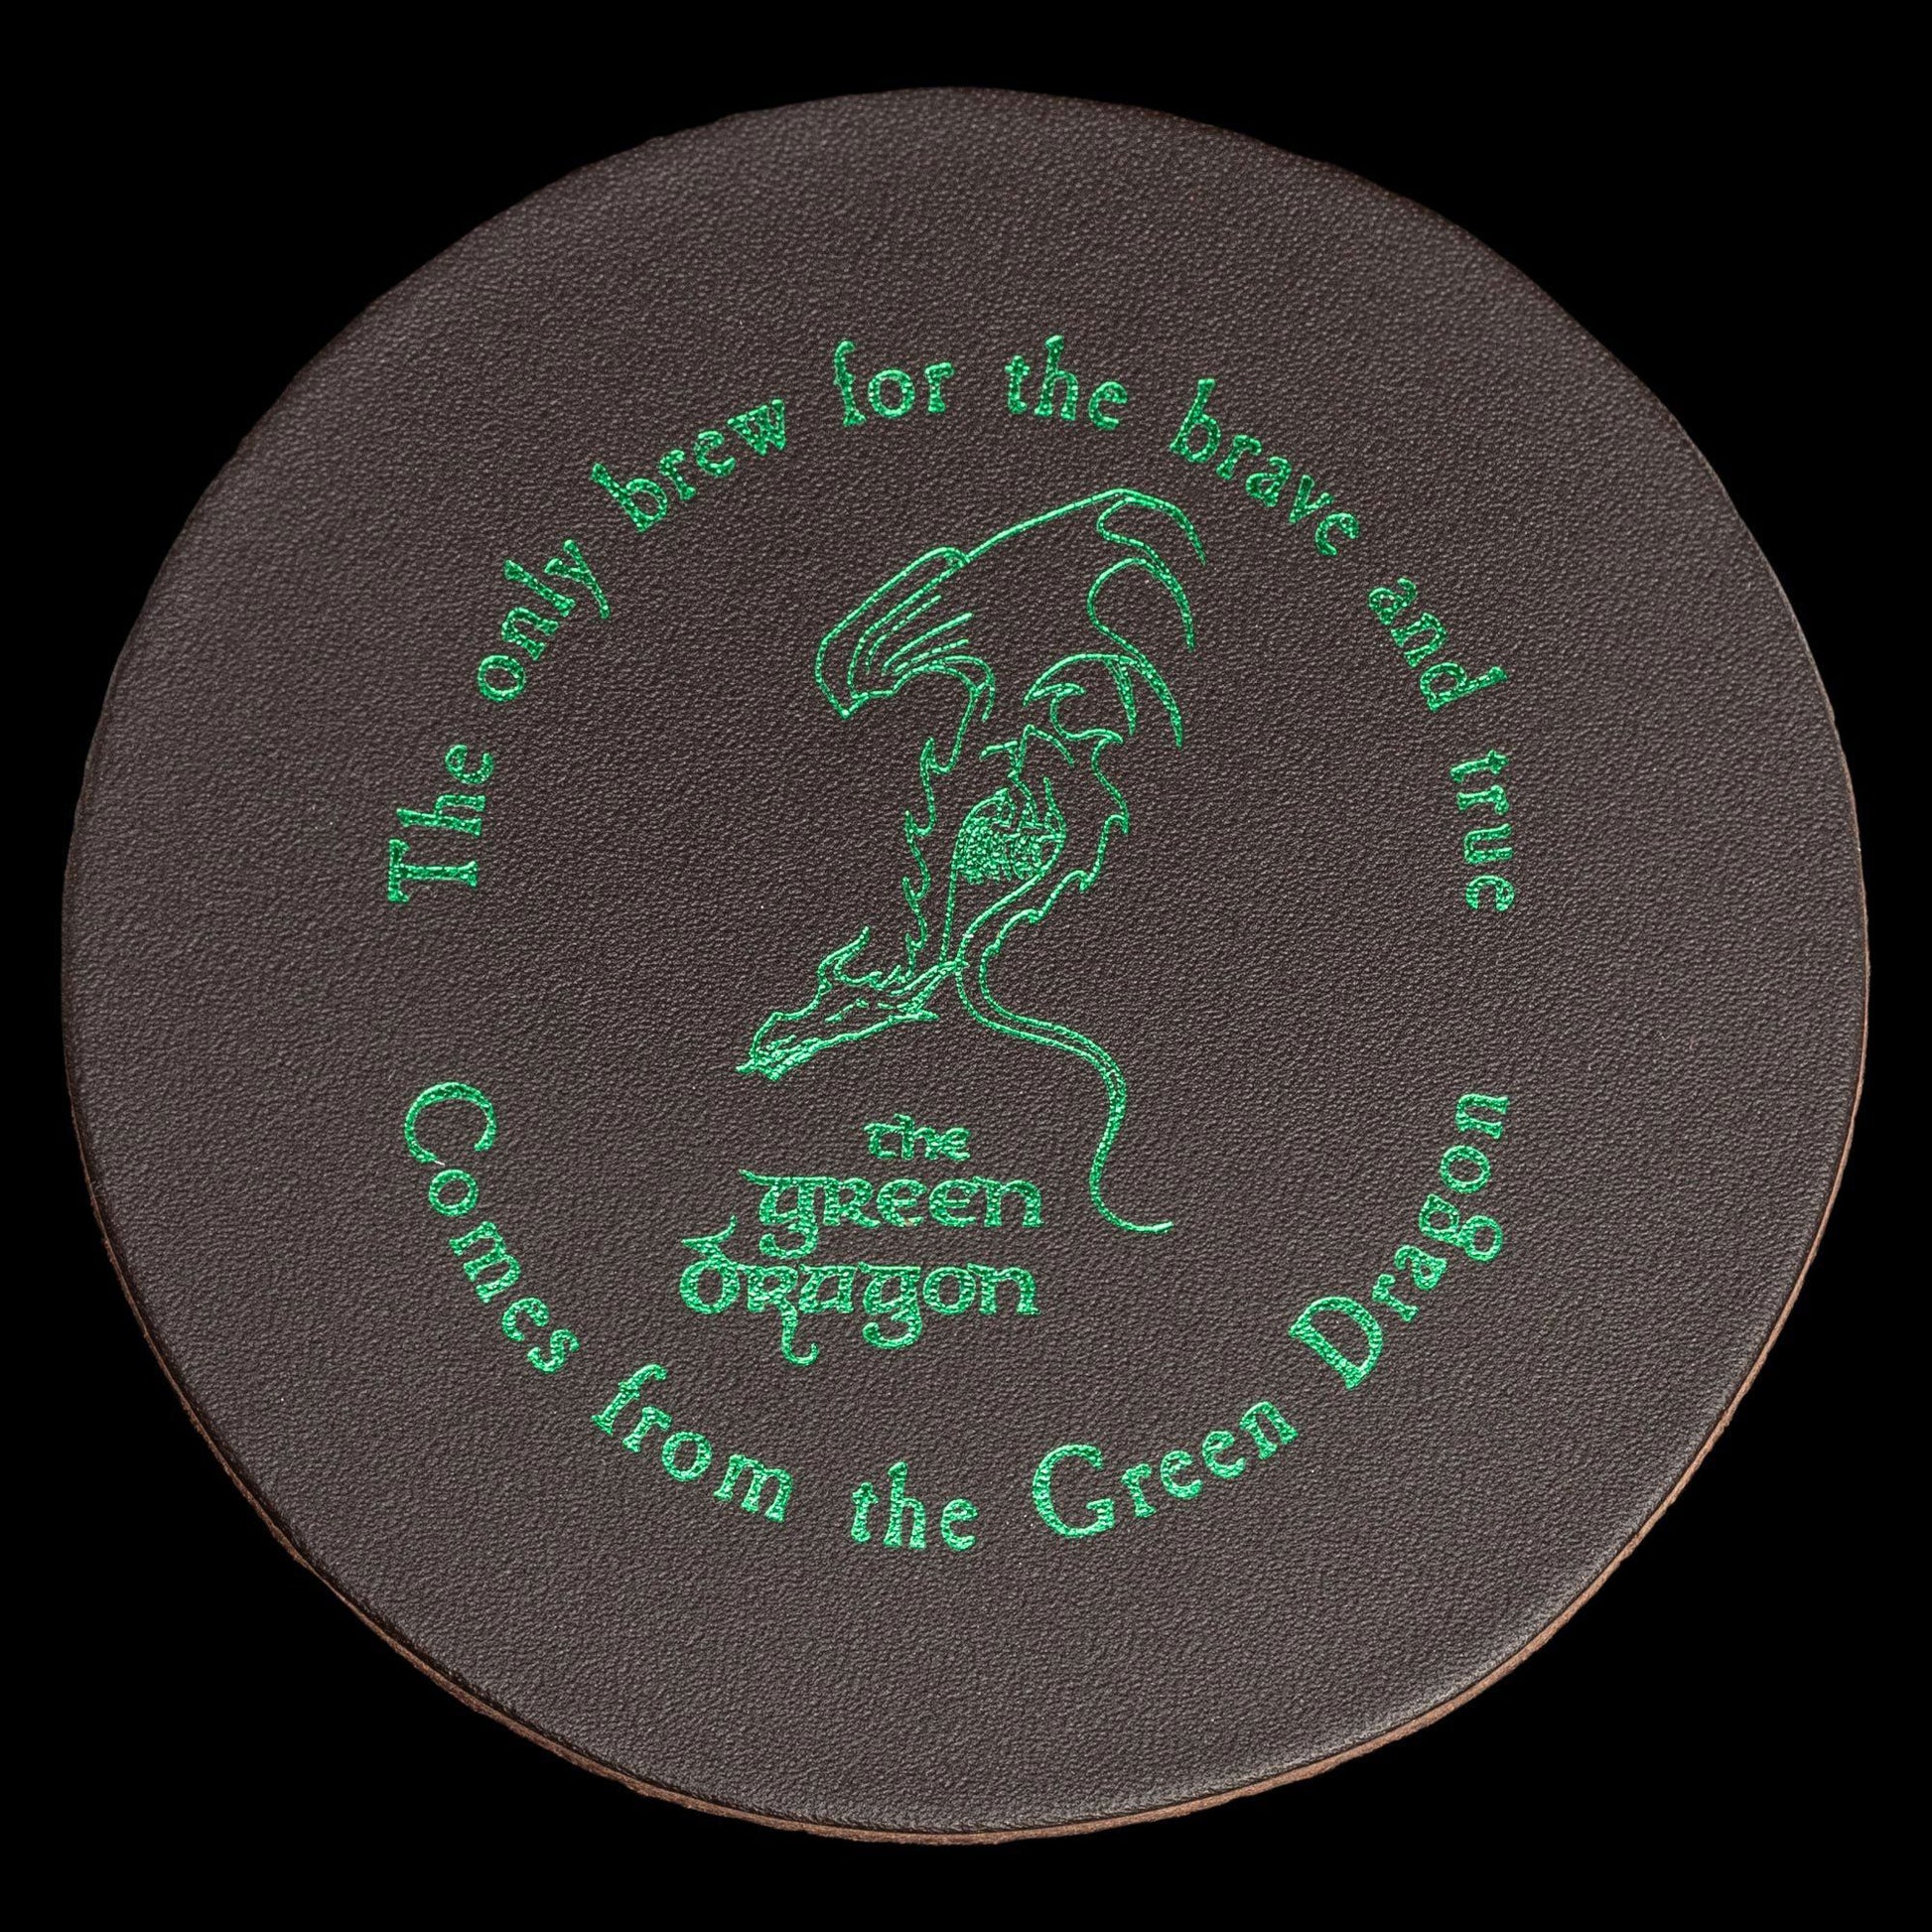 The only brew for the brave and true
the
green
dragon
Comes from the Green Dragon